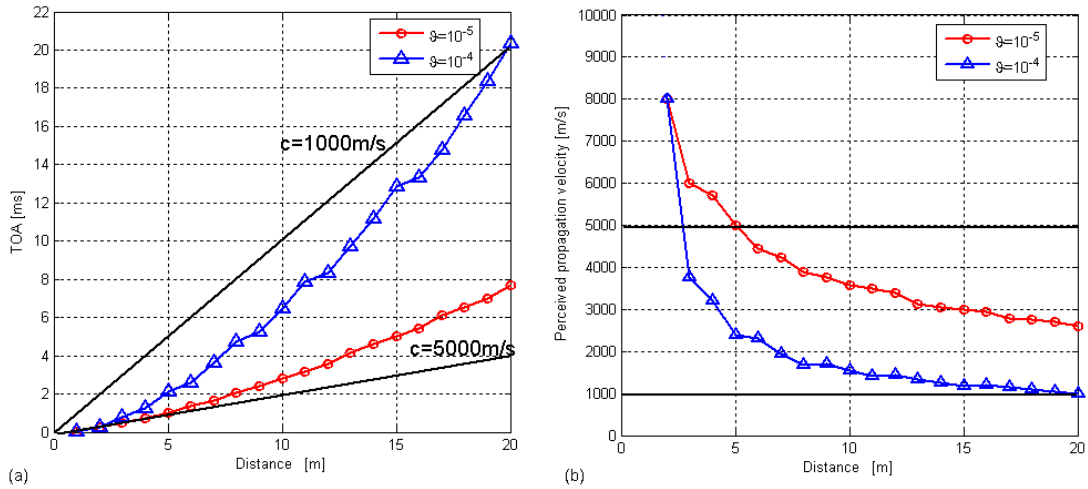 22
20
18
16
14
12
10
8
6
4
2
0
TOA [ms]
ϑ=10⁻⁵
ϑ=10⁻⁴
c=1000m/s
c=5000m/s
0 5 10 15 20
Distance [m]
(a)
10000
9000
8000
7000
6000
5000
4000
3000
2000
1000
0
Perceived propagation velocity [m/s]
ϑ=10⁻⁵
ϑ=10⁻⁴
0 5 10 15 20
Distance [m]
(b)